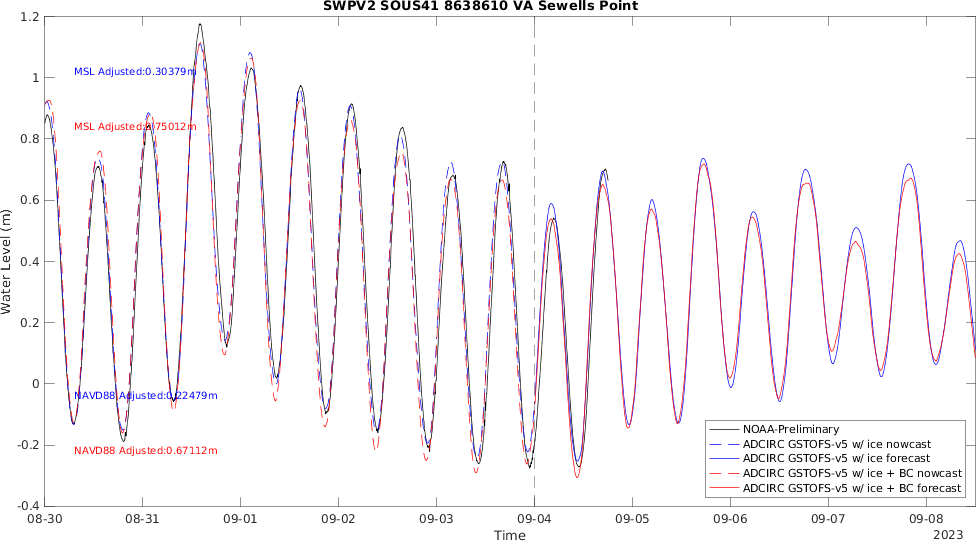 SWPV2 SOUS41 8638610 VA Sewells Point
Water Level (m)
1.2
1
0.8
0.6
0.4
0.2
0
-0.2
-0.4
MSL Adjusted:0.30379m
MSL Adjusted:0.75012m
NAVD88 Adjusted:0.22479m
NAVD88 Adjusted:0.67112m
NOAA-Preliminary
ADCIRC GSTOFS-v5 w/ ice nowcast
ADCIRC GSTOFS-v5 w/ ice forecast
ADCIRC GSTOFS-v5 w/ ice + BC nowcast
ADCIRC GSTOFS-v5 w/ ice + BC forecast
08-30 08-31 09-01 09-02 09-03 09-04 09-05 09-06 09-07 09-08
Time
2023